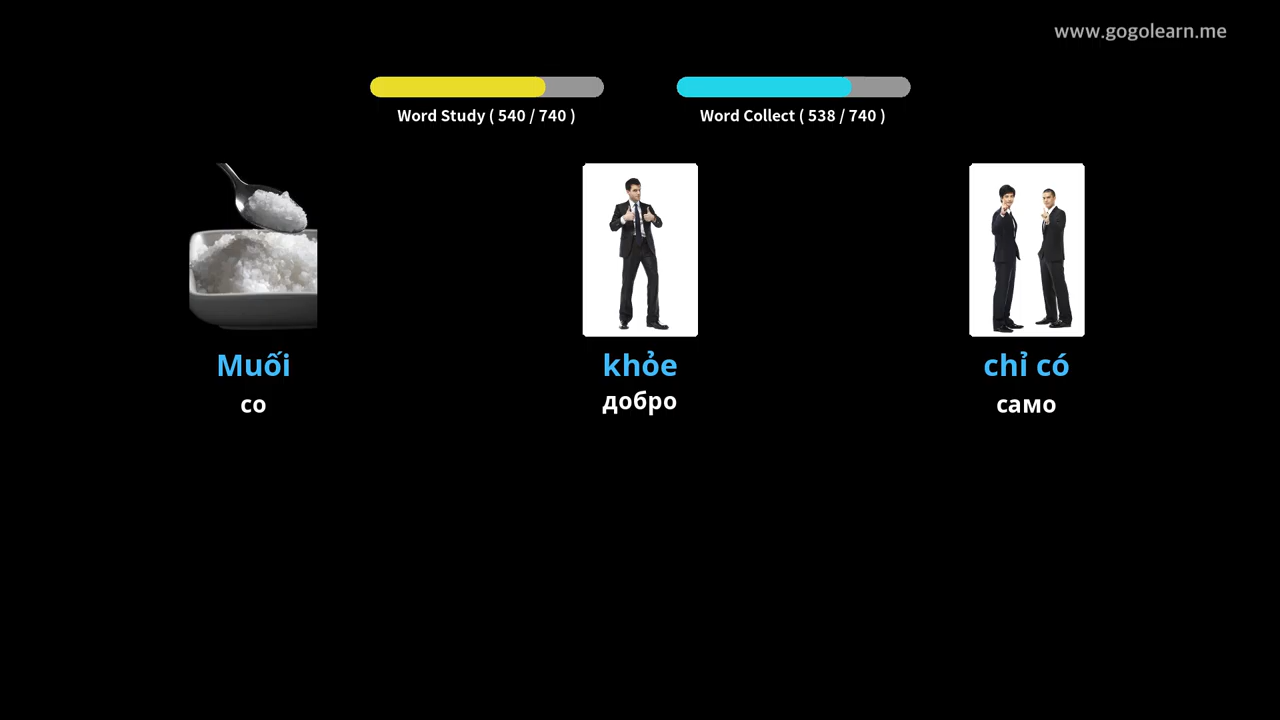 www.gogolearn.me
Word Study ( 540 / 740 )
Word Collect ( 538 / 740 )
Muối
khỏe
chỉ có
со
добро
само